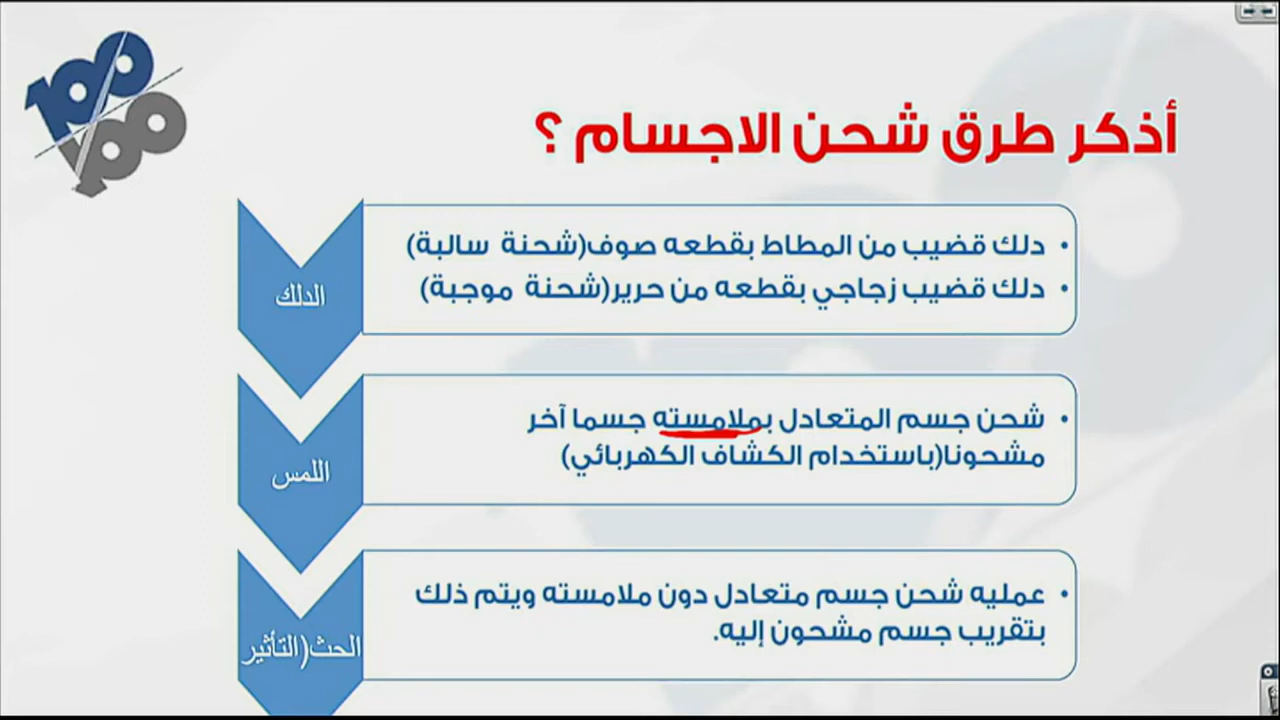 100
100
أذكر طرق شحن الاجسام ؟
• دلك قضيب من المطاط بقطعه صوف(شحنة سالبة)
• دلك قضيب زجاجي بقطعه من حرير(شحنة موجبة)
الدلك
• شحن جسم المتعادل بملامسته جسما آخر
مشحونا(باستخدام الكشاف الكهربائي)
اللمس
• عمليه شحن جسم متعادل دون ملامسته ويتم ذلك
بتقريب جسم مشحون إليه.
الحث(التأثير